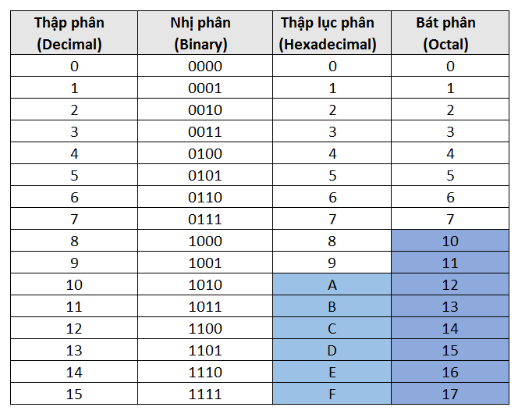 Thập phân Nhị phân Thập lục phân Bát phân
(Decimal) (Binary) (Hexadecimal) (Octal)
0 0000 0 0
1 0001 1 1
2 0010 2 2
3 0011 3 3
4 0100 4 4
5 0101 5 5
6 0110 6 6
7 0111 7 7
8 1000 8 10
9 1001 9 11
10 1010 A 12
11 1011 B 13
12 1100 C 14
13 1101 D 15
14 1110 E 16
15 1111 F 17